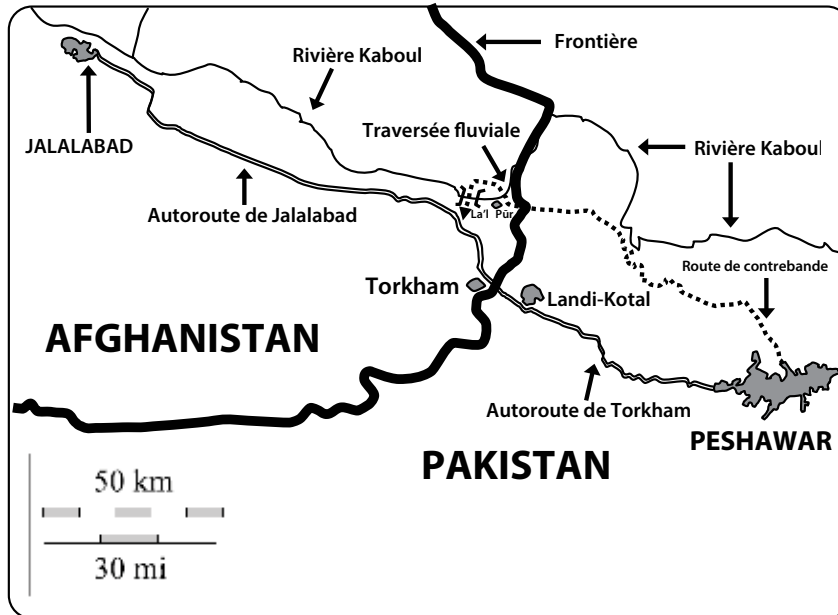 Frontière
Rivière Kaboul
Traversée fluviale
JALALABAD
Rivière Kaboul
Autoroute de Jalalabad
La'l Pūr
Route de contrebande
Torkham
Landi-Kotal
AFGHANISTAN
Autoroute de Torkham
PESHAWAR
PAKISTAN
50 km
30 mi